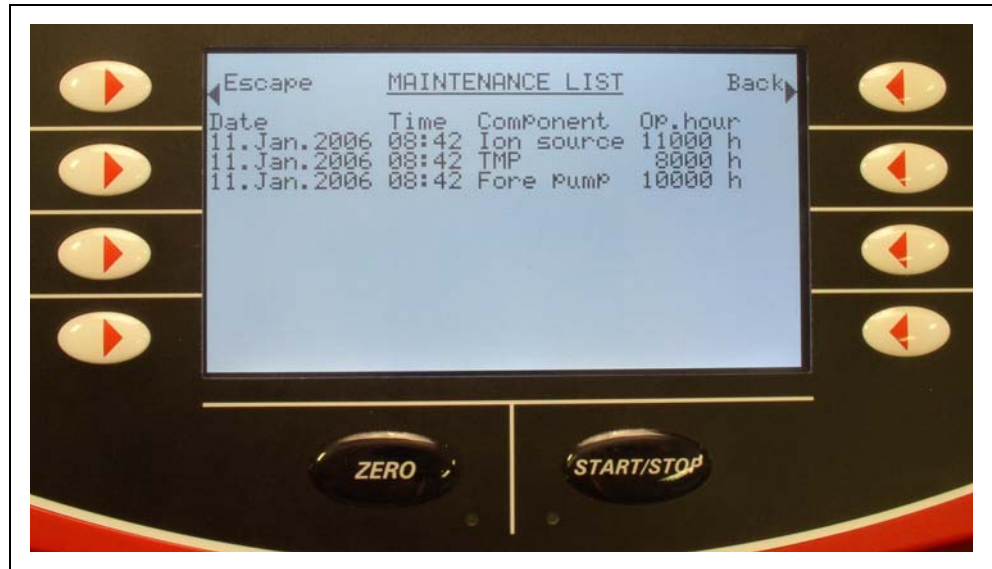 Escape MAINTENANCE LIST Back
Date Time Component Op.hour
11.Jan.2006 08:42 Ion source 11000 h
11.Jan.2006 08:42 TMP 8000 h
11.Jan.2006 08:42 Fore pump 10000 h
ZERO START/STOP